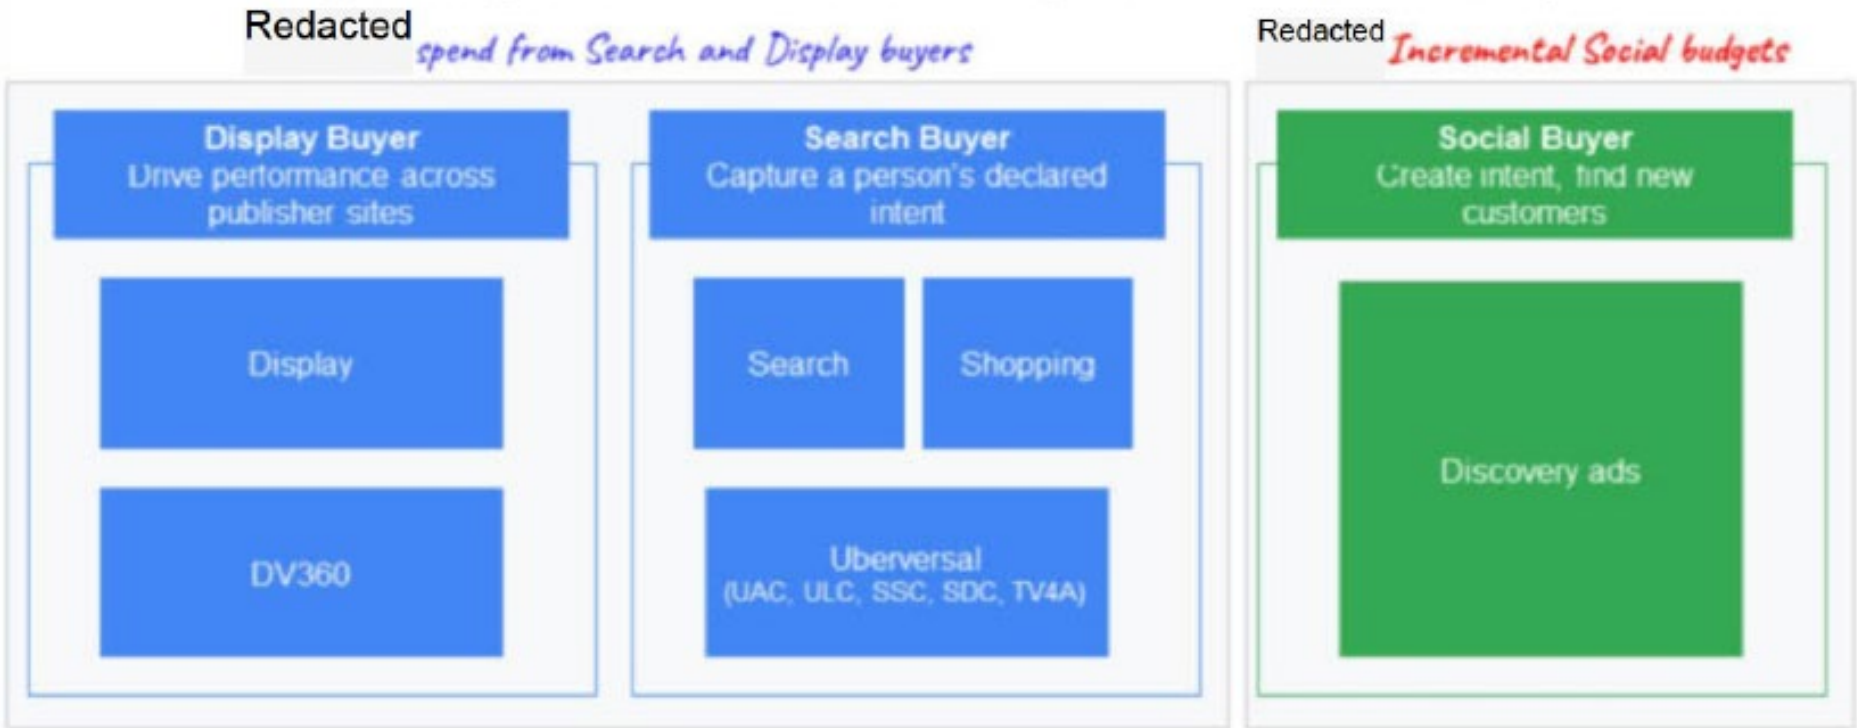 Redacted spend from Search and Display buyers
Redacted Incremental Social budgets
Display Buyer
Drive performance across
publisher sites
Display
DV360
Search Buyer
Capture a person's declared
intent
Search
Shopping
Uberversal
(UAC, ULC, SSC, SDC, TV4A)
Social Buyer
Create intent, find new
customers
Discovery ads